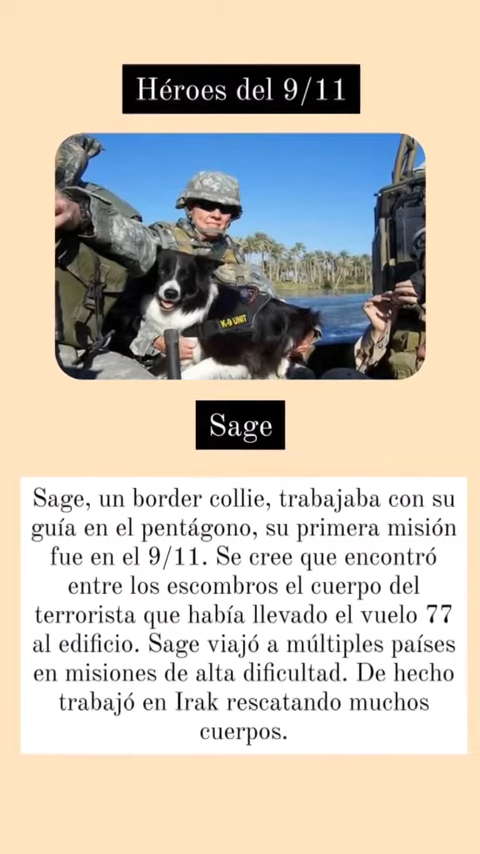 Héroes del 9/11
K-9 UNIT
Sage
Sage, un border collie, trabajaba con su
guía en el pentágono, su primera misión
fue en el 9/11. Se cree que encontró
entre los escombros el cuerpo del
terrorista que había llevado el vuelo 77
al edificio. Sage viajó a múltiples países
en misiones de alta dificultad. De hecho
trabajó en Irak rescatando muchos
cuerpos.